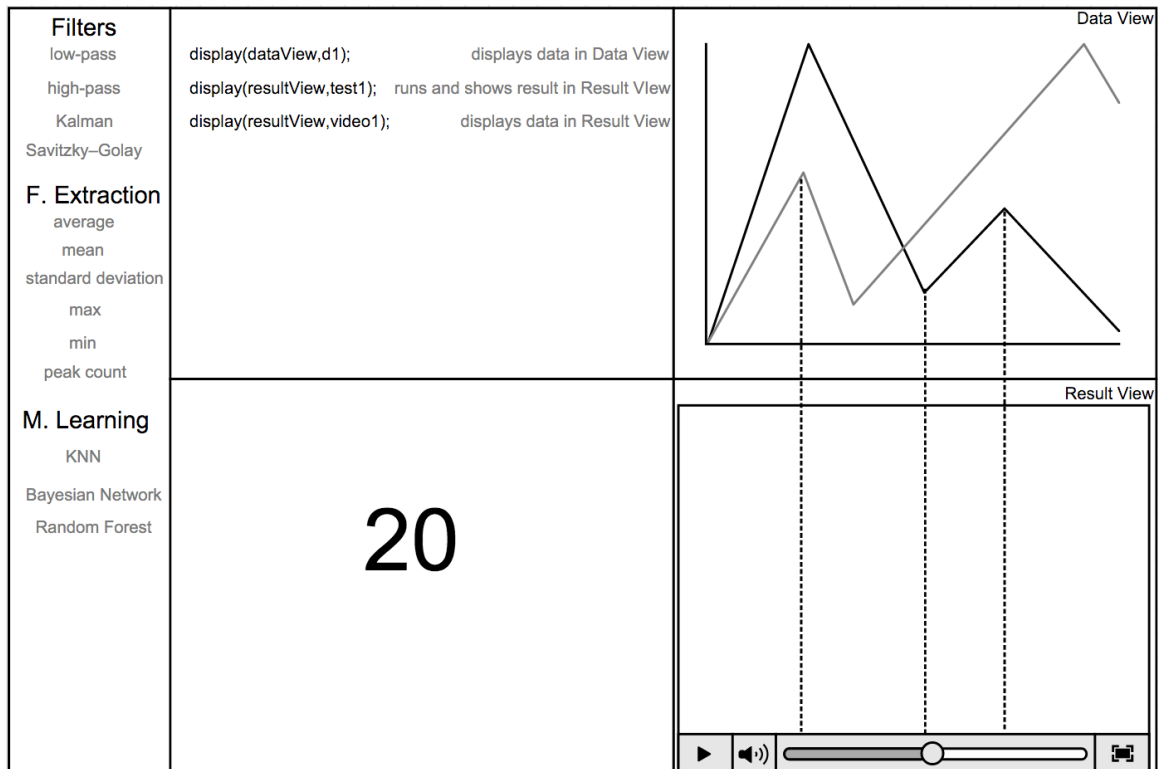 Filters
low-pass
high-pass
Kalman
Savitzky–Golay
F. Extraction
average
mean
standard deviation
max
min
peak count
M. Learning
KNN
Bayesian Network
Random Forest
display(dataView,d1); displays data in Data View
display(resultView,test1); runs and shows result in Result VIew
display(resultView,video1); displays data in Result View
Data View
20
Result View